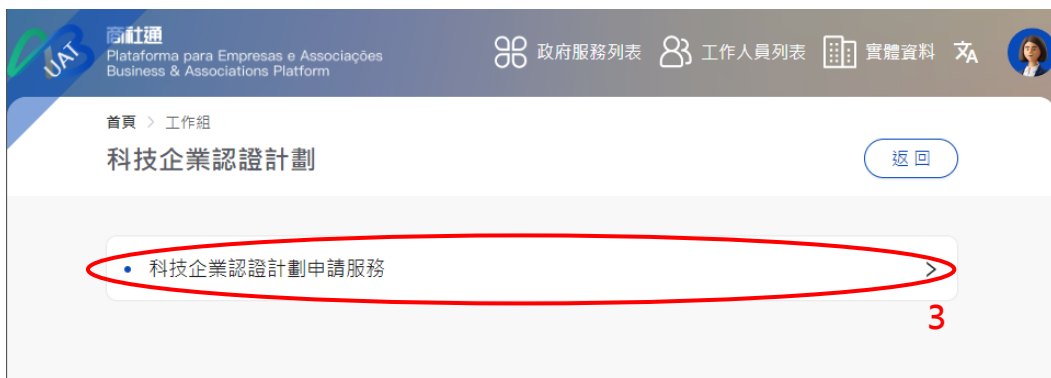 UAT
商社通
Plataforma para Empresas e Associações
Business & Associations Platform
政府服務列表
工作人員列表
實體資料
文A
首頁 > 工作組
科技企業認證計劃
返回
• 科技企業認證計劃申請服務 >
3